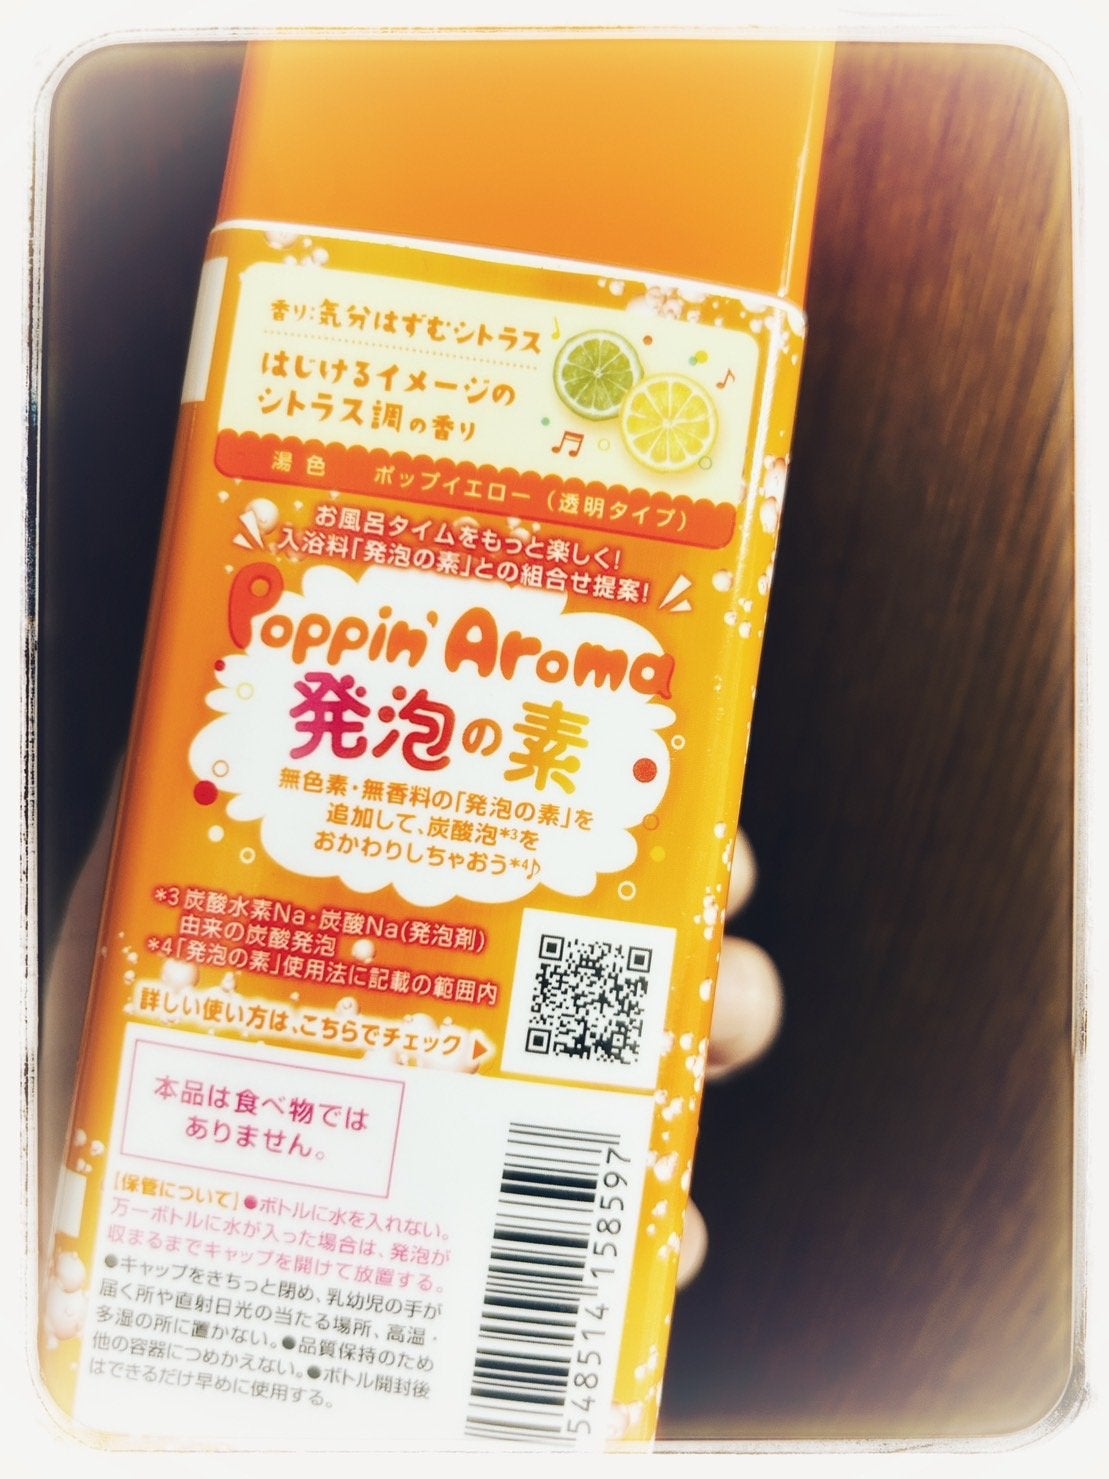 香り:気分はずむシトラス
はじけるイメージの
シトラス調の香り
湯色 ポップイエロー(透明タイプ)
お風呂タイムをもっと楽しく!
入浴料「発泡の素」との組合せ提案!
Poppin' Aroma
発泡の素
無色素・無香料の「発泡の素」を
追加して、炭酸泡*3を
おかわりしちゃおう*4♪
*3 炭酸水素Na・炭酸Na(発泡剤)
由来の炭酸発泡
*4「発泡の素」使用法に記載の範囲内
詳しい使い方は、こちらでチェック▶
本品は食べ物では
ありません。
[保管について]●ボトルに水を入れない。
万一ボトルに水が入った場合は、発泡が
収まるまでキャップを開けて放置する。
●キャップをきちっと閉め、乳幼児の手が
届く所や直射日光の当たる場所、高温・
多湿の所に置かない。●品質保持のため
他の容器につめかえない。●ボトル開封後
はできるだけ早めに使用する。
548514158597